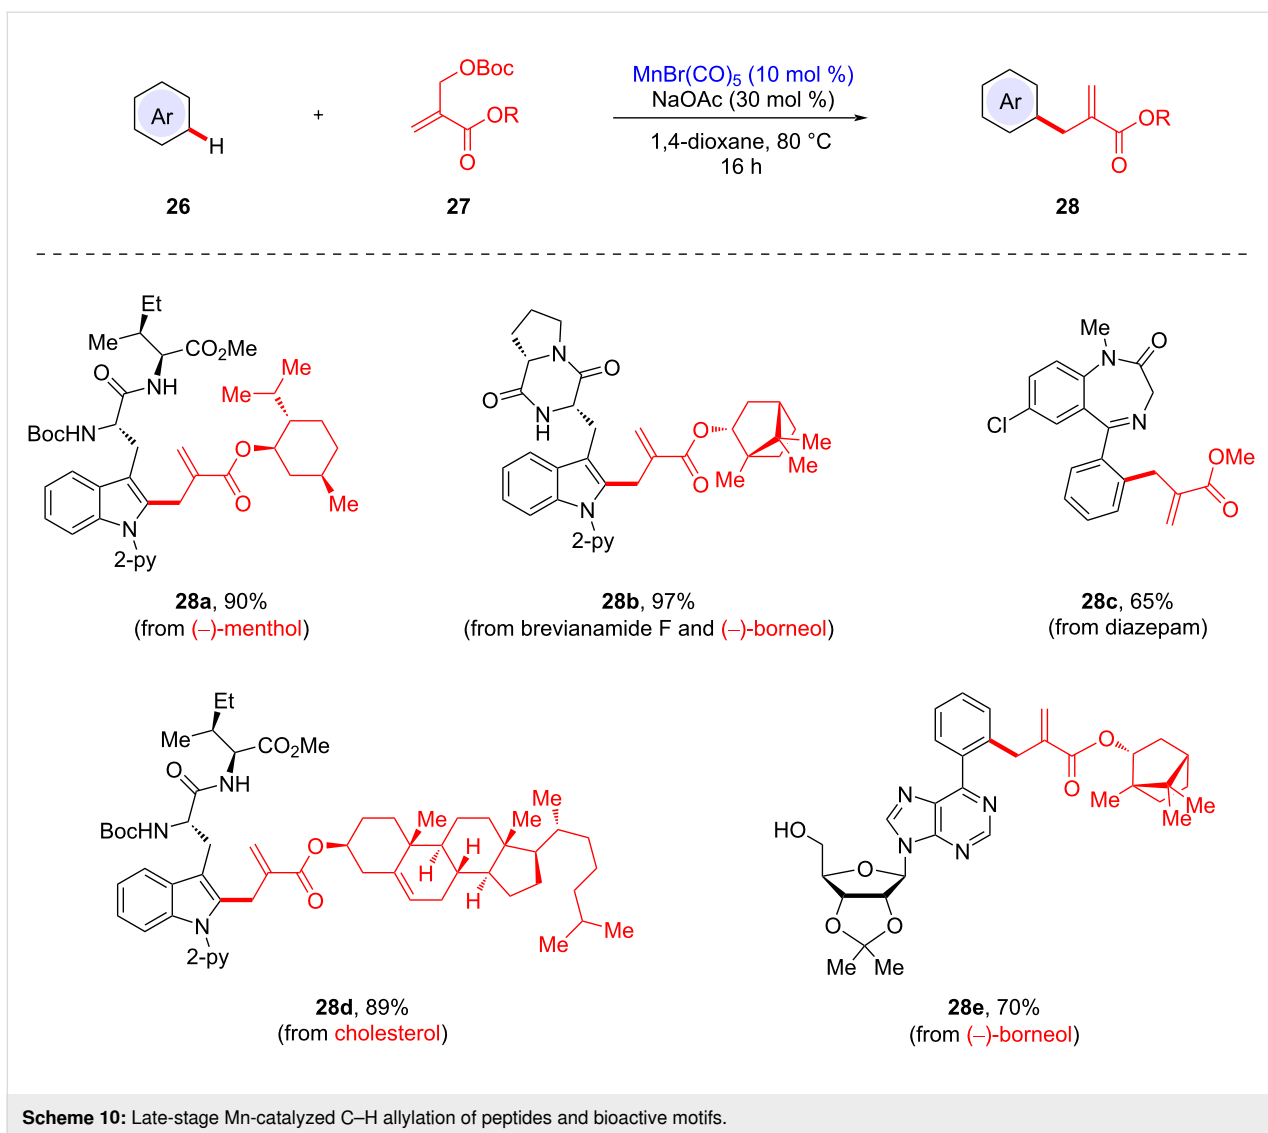 OBoc
OR
O
Ar
H
+
MnBr(CO)5 (10 mol %)
NaOAc (30 mol %)
1,4-dioxane, 80 °C
16 h
Ar
OR
O
26
27
28
Et
Me
CO2Me
O
NH
BocHN
Me
Me
O
O
Me
N
2-py
28a, 90%
(from (–)-menthol)
N
O
O
N
H
O
O
Me
Me
Me
N
2-py
28b, 97%
(from brevianamide F and (–)-borneol)
Me
N
O
Cl
N
OMe
O
28c, 65%
(from diazepam)
Et
Me
CO2Me
O
NH
BocHN
O
O
Me
H
H
H
Me
Me
Me
Me
N
2-py
28d, 89%
(from cholesterol)
O
O
Me
Me
Me
N
N
N
N
HO
O
O
O
Me
Me
28e, 70%
(from (–)-borneol)
Scheme 10: Late-stage Mn-catalyzed C–H allylation of peptides and bioactive motifs.